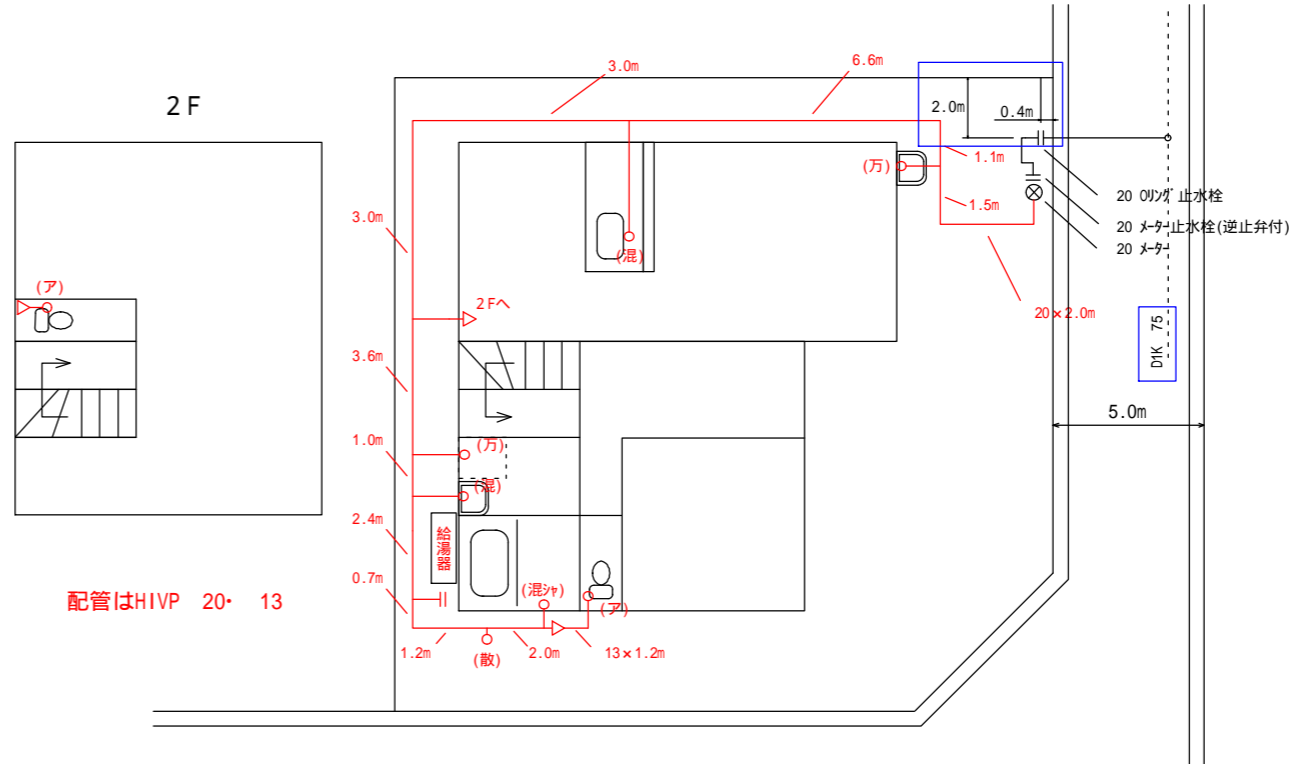 2F
(ア)
配管はHIVP 20・ 13
3.0m
6.6m
2.0m
0.4m
1.1m
(万)
1.5m
20 Oリング 止水栓
20 メーター止水栓(逆止弁付)
20 メーター
20×2.0m
(混)
3.0m
2Fへ
D1K 75
5.0m
3.6m
1.0m
(万)
(混)
2.4m
給湯器
0.7m
(混シャ)
(ア)
1.2m
(散)
2.0m
13×1.2m